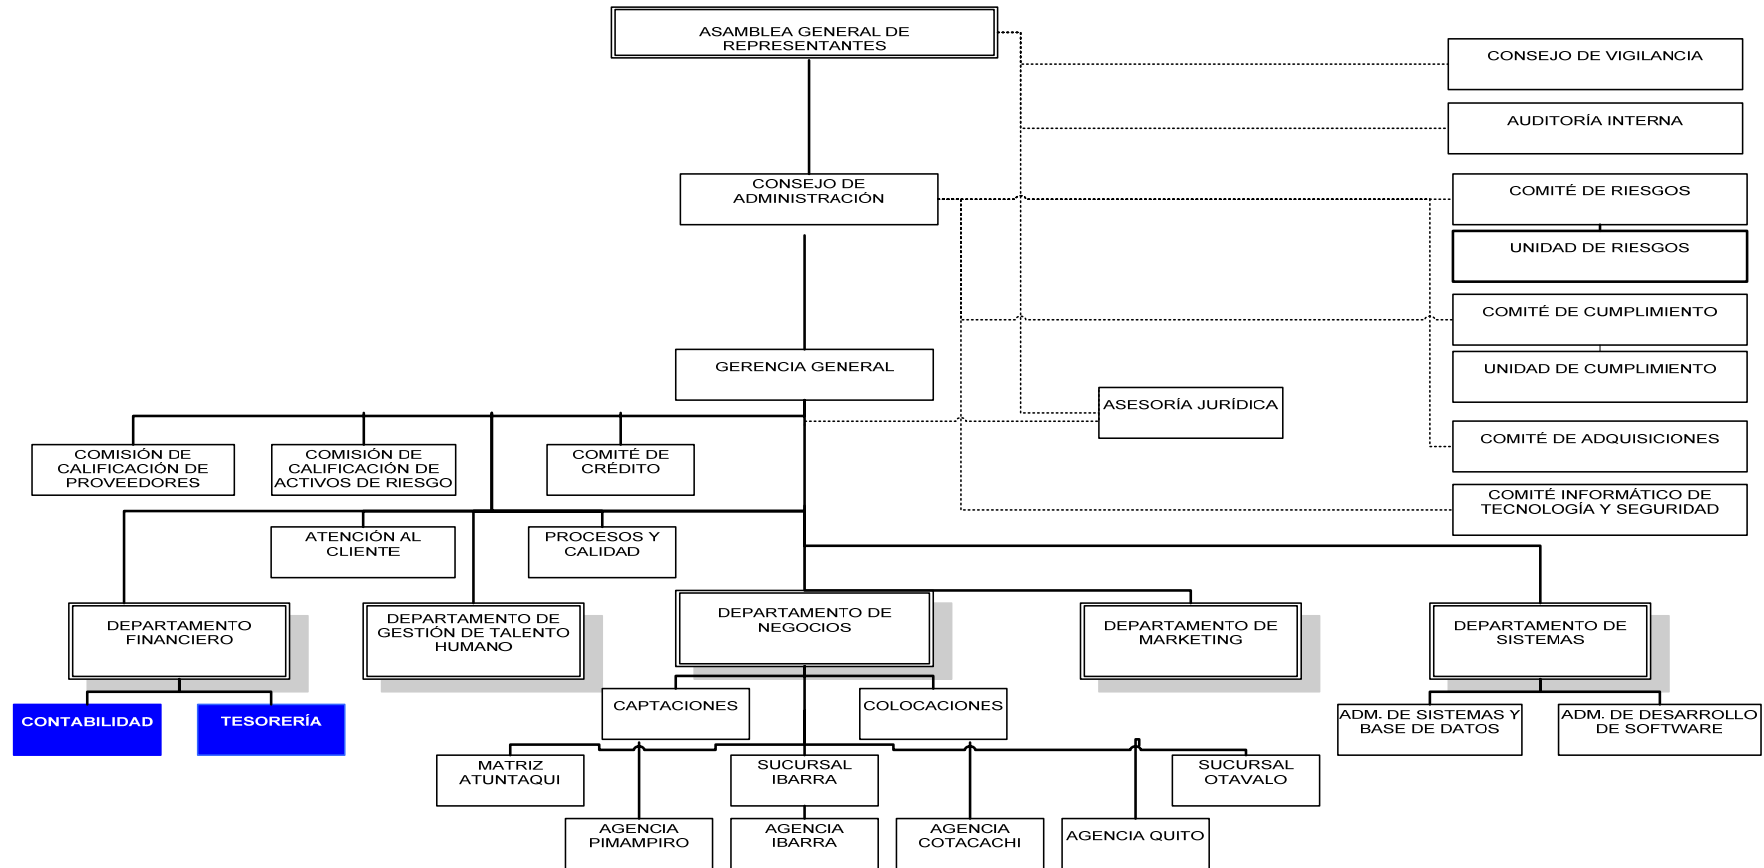 ASAMBLEA GENERAL DE
REPRESENTANTES
CONSEJO DE VIGILANCIA
AUDITORÍA INTERNA
CONSEJO DE
ADMINISTRACIÓN
COMITÉ DE RIESGOS
UNIDAD DE RIESGOS
COMITÉ DE CUMPLIMIENTO
GERENCIA GENERAL
UNIDAD DE CUMPLIMIENTO
ASESORÍA JURÍDICA
COMITÉ DE ADQUISICIONES
COMISIÓN DE
CALIFICACIÓN DE
PROVEEDORES
COMISIÓN DE
CALIFICACIÓN DE
ACTIVOS DE RIESGO
COMITÉ DE
CRÉDITO
COMITÉ INFORMÁTICO DE
TECNOLOGÍA Y SEGURIDAD
ATENCIÓN AL
CLIENTE
PROCESOS Y
CALIDAD
DEPARTAMENTO
FINANCIERO
DEPARTAMENTO DE
GESTIÓN DE TALENTO
HUMANO
DEPARTAMENTO DE
NEGOCIOS
DEPARTAMENTO DE
MARKETING
DEPARTAMENTO DE
SISTEMAS
CONTABILIDAD
TESORERÍA
CAPTACIONES
COLOCACIONES
ADM. DE SISTEMAS Y
BASE DE DATOS
ADM. DE DESARROLLO
DE SOFTWARE
MATRIZ
ATUNTAQUI
SUCURSAL
IBARRA
SUCURSAL
OTAVALO
AGENCIA
PIMAMPIRO
AGENCIA
IBARRA
AGENCIA
COTACACHI
AGENCIA QUITO